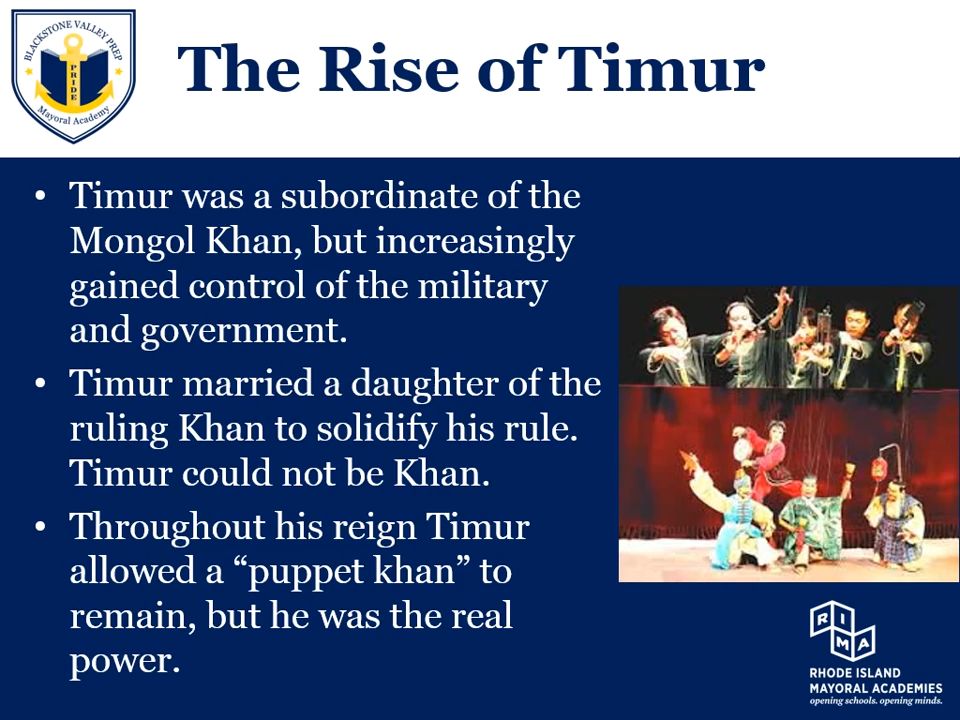 BLACKSTONE VALLEY PREP
PRIDE
Mayoral Academy
The Rise of Timur
• Timur was a subordinate of the
Mongol Khan, but increasingly
gained control of the military
and government.
• Timur married a daughter of the
ruling Khan to solidify his rule.
Timur could not be Khan.
• Throughout his reign Timur
allowed a “puppet khan” to
remain, but he was the real
power.
RIMA
RHODE ISLAND
MAYORAL ACADEMIES
opening schools. opening minds.